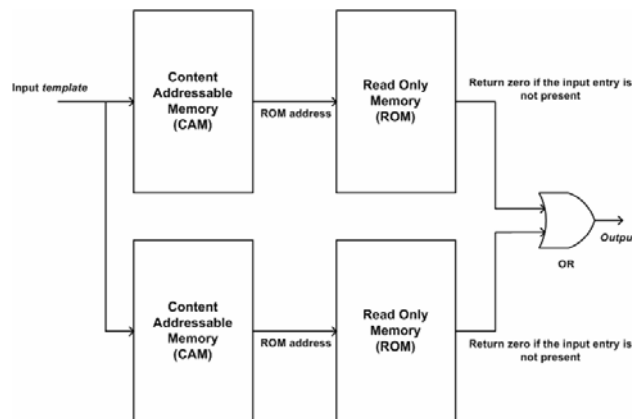 Content
Addressable
Memory
(CAM)
Read Only
Memory
(ROM)
Input template
ROM address
Return zero if the input entry is
not present
Output
OR
Content
Addressable
Memory
(CAM)
Read Only
Memory
(ROM)
ROM address
Return zero if the input entry is
not present